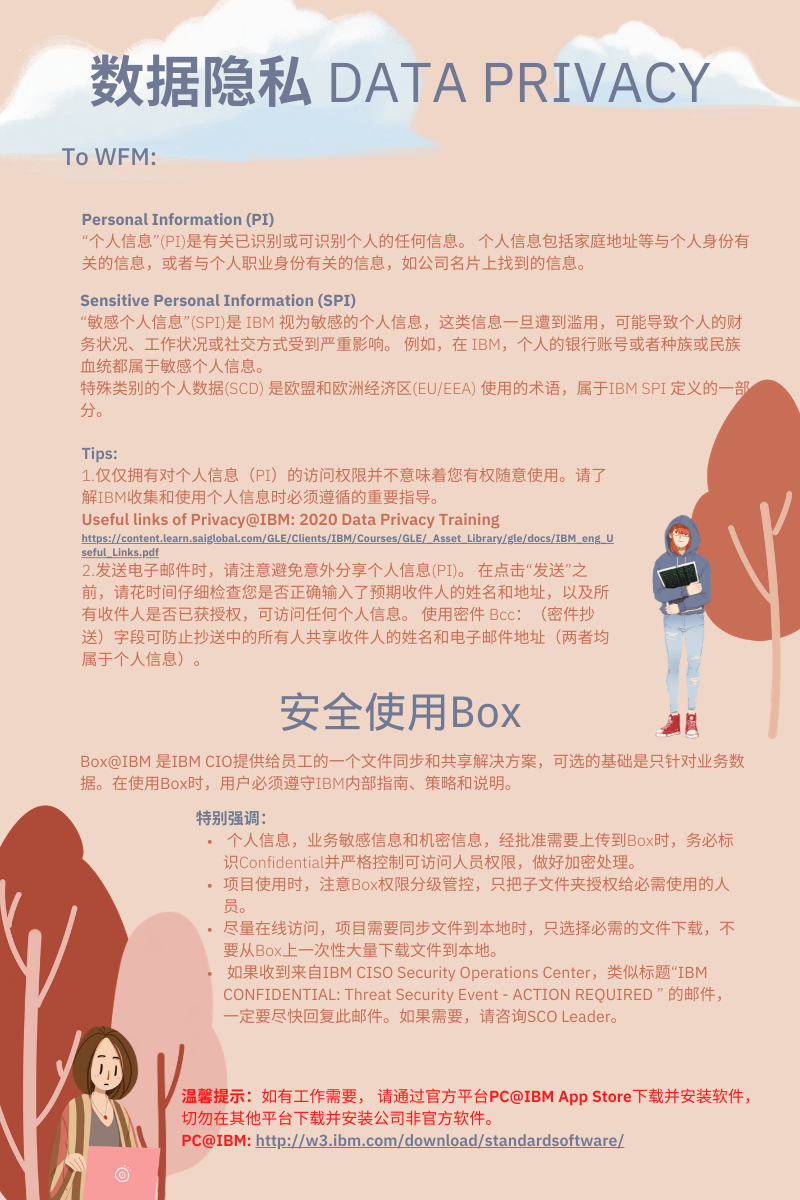 数据隐私 DATA PRIVACY
To WFM:
Personal Information (PI)
“个人信息”(PI)是有关已识别或可识别个人的任何信息。 个人信息包括家庭地址等与个人身份有
关的信息，或者与个人职业身份有关的信息，如公司名片上找到的信息。
Sensitive Personal Information (SPI)
“敏感个人信息”(SPI)是 IBM 视为敏感的个人信息，这类信息一旦遭到滥用，可能导致个人的财
务状况、工作状况或社交方式受到严重影响。 例如，在 IBM，个人的银行账号或者种族或民族
血统都属于敏感个人信息。
特殊类别的个人数据(SCD) 是欧盟和欧洲经济区(EU/EEA) 使用的术语，属于IBM SPI 定义的一部
分。
Tips:
1.仅仅拥有对个人信息（PI）的访问权限并不意味着您有权随意使用。请了
解IBM收集和使用个人信息时必须遵循的重要指导。
Useful links of Privacy@IBM: 2020 Data Privacy Training
https://content.learn.saiglobal.com/GLE/Clients/IBM/Courses/GLE/_Asset_Library/gle/docs/IBM_eng_U
seful_Links.pdf
2.发送电子邮件时，请注意避免意外分享个人信息(PI)。 在点击“发送”之
前，请花时间仔细检查您是否正确输入了预期收件人的姓名和地址，以及所
有收件人是否已获授权，可访问任何个人信息。 使用密件 Bcc：（密件抄
送）字段可防止抄送中的所有人共享收件人的姓名和电子邮件地址（两者均
属于个人信息）。
安全使用Box
Box@IBM 是IBM CIO提供给员工的一个文件同步和共享解决方案，可选的基础是只针对业务数
据。在使用Box时，用户必须遵守IBM内部指南、策略和说明。
特别强调：
• 个人信息，业务敏感信息和机密信息，经批准需要上传到Box时，务必标
识Confidential并严格控制可访问人员权限，做好加密处理。
• 项目使用时，注意Box权限分级管控，只把子文件夹授权给必需使用的人
员。
• 尽量在线访问，项目需要同步文件到本地时，只选择必需的文件下载，不
要从Box上一次性大量下载文件到本地。
• 如果收到来自IBM CISO Security Operations Center，类似标题“IBM
CONFIDENTIAL: Threat Security Event - ACTION REQUIRED ” 的邮件，
一定要尽快回复此邮件。如果需要，请咨询SCO Leader。
温馨提示：如有工作需要， 请通过官方平台PC@IBM App Store下载并安装软件，
切勿在其他平台下载并安装公司非官方软件。
PC@IBM: http://w3.ibm.com/download/standardsoftware/